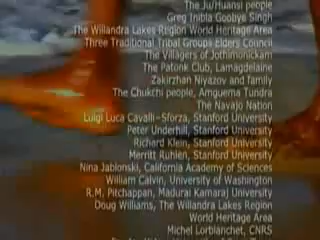 The Ju/Huansi people
Greg Inibla Goobye Singh
The Willandra Lakes Region World Heritage Area
Three Traditional Tribal Groups Elders Council
The Villagers of Jothimonickam
The Patonk Club, Lamagdelaine
Zakirzhan Niyazov and family
The Chukchi people, Amguema Tundra
The Navajo Nation
Luigi Luca Cavalli-Sforza, Stanford University
Peter Underhill, Stanford University
Richard Klein, Stanford University
Merritt Ruhlen, Stanford University
Nina Jablonski, California Academy of Sciences
William Calvin, University of Washington
R.M. Pitchappan, Madurai Kamaraj University
Doug Williams, The Willandra Lakes Region
World Heritage Area
Michel Lorblanchet, CNRS